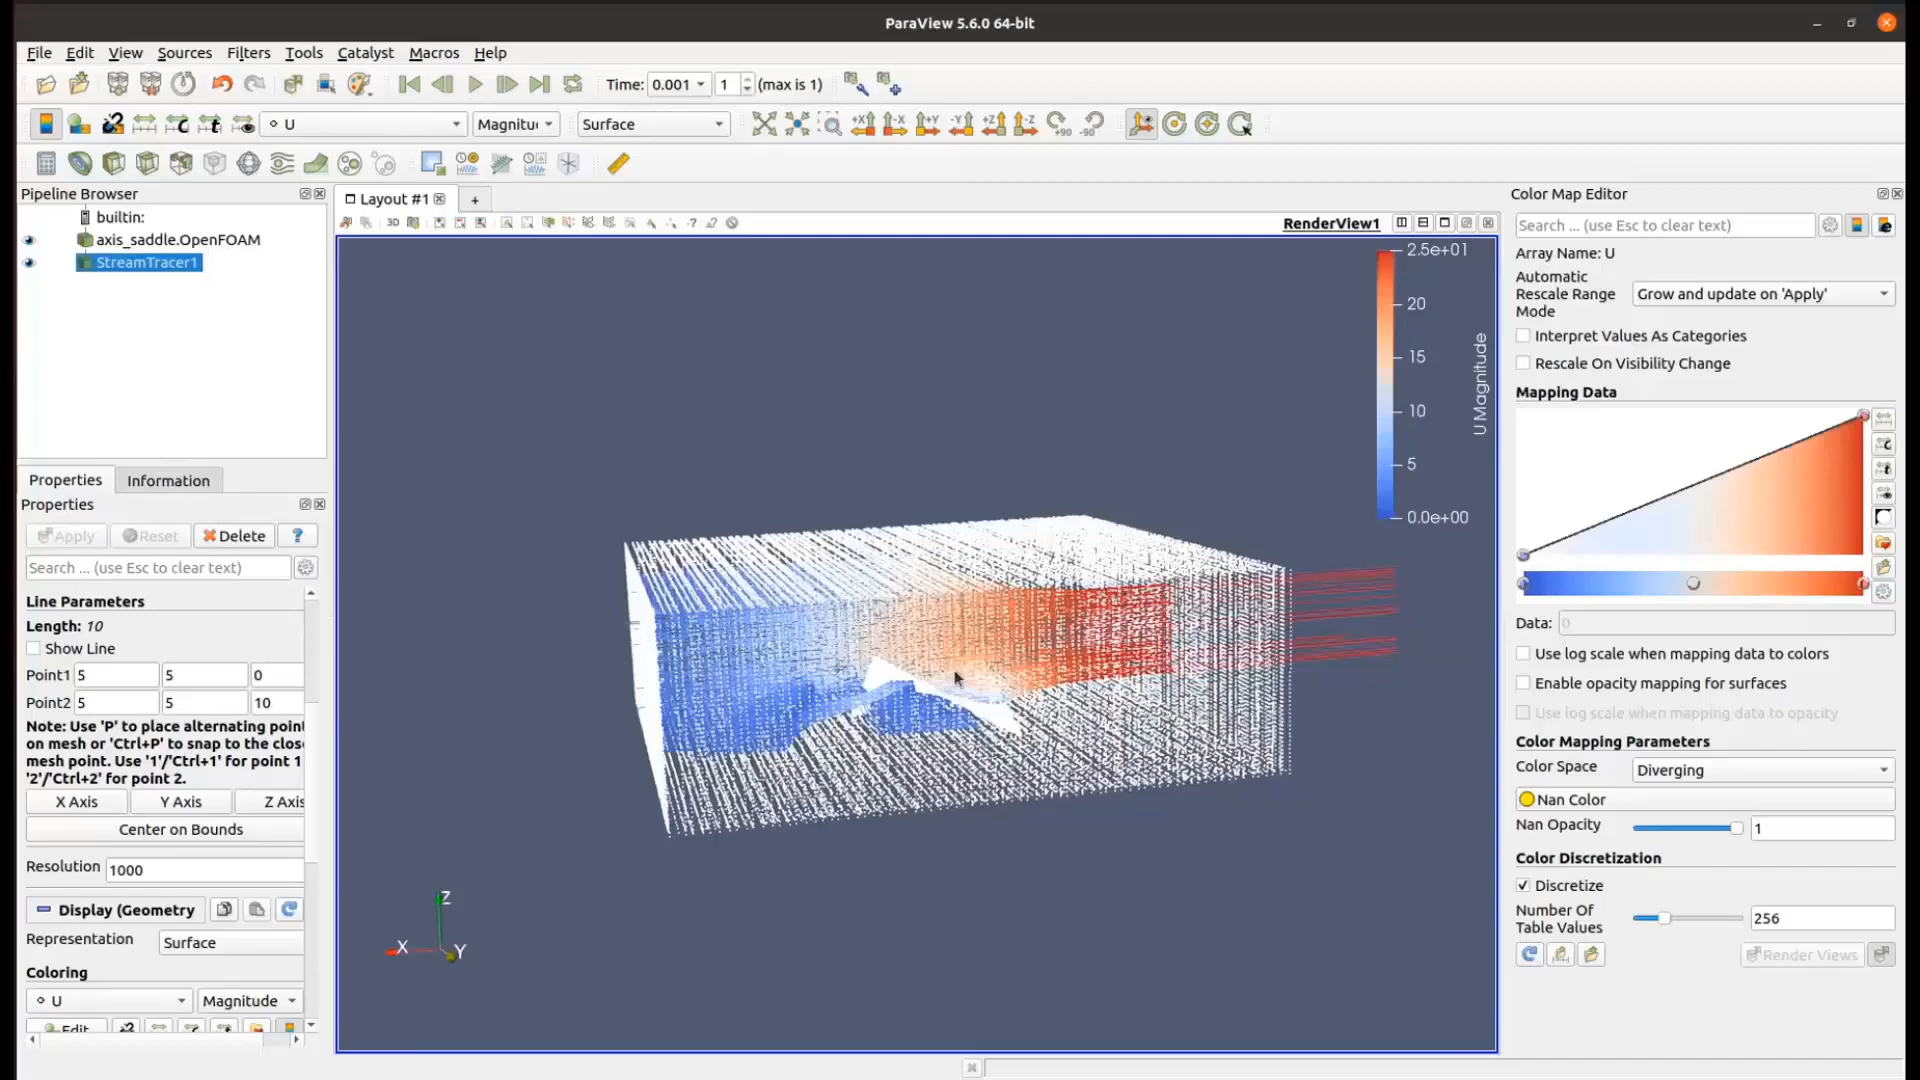 ParaView 5.6.0 64-bit
File Edit View Sources Filters Tools Catalyst Macros Help
Time: 0.001 1 (max is 1)
U Magnitu Surface
+X -X +Y -Y +Z -Z +90 -90
Pipeline Browser
builtin:
axis_saddle.OpenFOAM
StreamTracer1
Properties Information
Properties
Apply Reset Delete ?
Search ... (use Esc to clear text)
Line Parameters
Length: 10
Show Line
Point1 5 5 0
Point2 5 5 10
Note: Use 'P' to place alternating poin
on mesh or 'Ctrl+P' to snap to the clos
mesh point. Use '1'/'Ctrl+1' for point 1
'2'/'Ctrl+2' for point 2.
X Axis Y Axis Z Axis
Center on Bounds
Resolution 1000
Display (Geometry
Representation Surface
Coloring
U Magnitude
Edit
Layout #1 +
3D RenderView1
2.5e+01
20
15
10
5
0.0e+00
U Magnitude
Z
X
Y
Color Map Editor
Search ... (use Esc to clear text)
Array Name: U
Automatic
Rescale Range
Mode
Grow and update on 'Apply'
Interpret Values As Categories
Rescale On Visibility Change
Mapping Data
Data: 0
Use log scale when mapping data to colors
Enable opacity mapping for surfaces
Use log scale when mapping data to opacity
Color Mapping Parameters
Color Space Diverging
Nan Color
Nan Opacity 1
Color Discretization
Discretize
Number Of
Table Values
256
Render Views